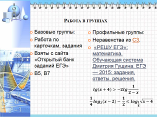 РАБОТА В ГРУППАХ
Базовые группы:
Работа по
карточкам, задания
Взяты с сайта
«Открытый банк
заданий ЕГЭ»
В5, В7
Профильные группы:
Неравенства из С3.
«РЕШУ ЕГЭ»,
математика.
Обучающая система
Дмитрия Гущина. ЕГЭ
— 2015: задания,
ответы, решения.